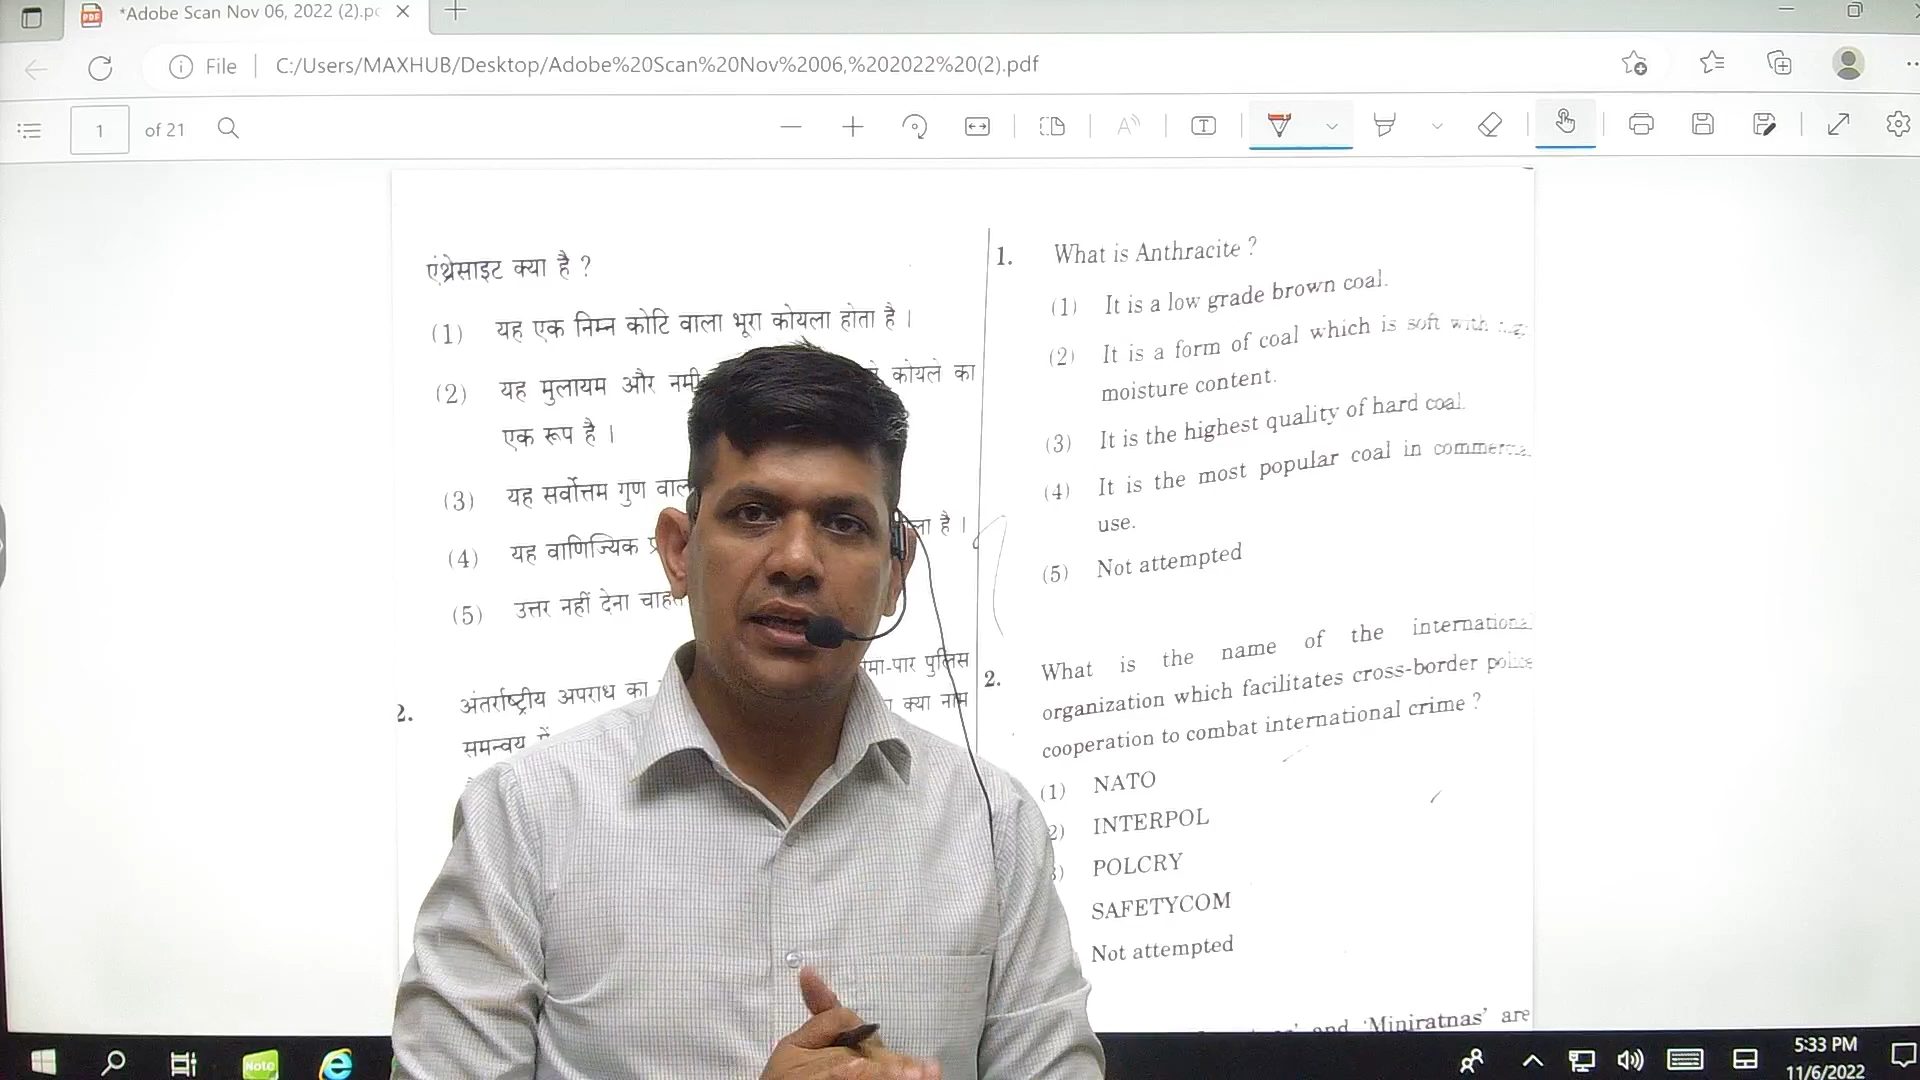 *Adobe Scan Nov 06, 2022 (2).pd
File
C:/Users/MAXHUB/Desktop/Adobe%20Scan%20Nov%2006,%202022%20(2).pdf
1 of 21
एंथ्रेसाइट क्या है ?
(1) यह एक निम्न कोटि वाला भूरा कोयला होता है ।
(2) यह मुलायम और नमी कोयले का
एक रूप है ।
(3) यह सर्वोत्तम गुण
(4) यह वाणिज्यिक है ।
(5) उत्तर नहीं देना
2. अंतर्राष्ट्रीय अपराध का पुलिस
समन्वय में क्या नाम
1. What is Anthracite ?
(1) It is a low grade brown coal.
(2) It is a form of coal which is soft with
moisture content.
(3) It is the highest quality of hard coal.
(4) It is the most popular coal in
use.
(5) Not attempted
2. What is the name of the international
organization which facilitates cross-border police
cooperation to combat international crime ?
(1) NATO
2) INTERPOL
3) POLCRY
SAFETYCOM
Not attempted
and 'Miniratnas' are
Note
5:33 PM
11/6/2022